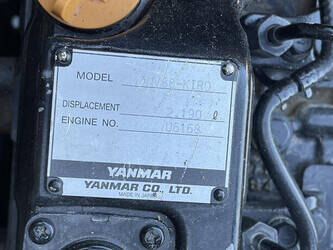 MODEL
DISPLACEMENT 2.190 ℓ
ENGINE NO. 06168
YANMAR
YANMAR CO., LTD.
MADE IN JAPAN